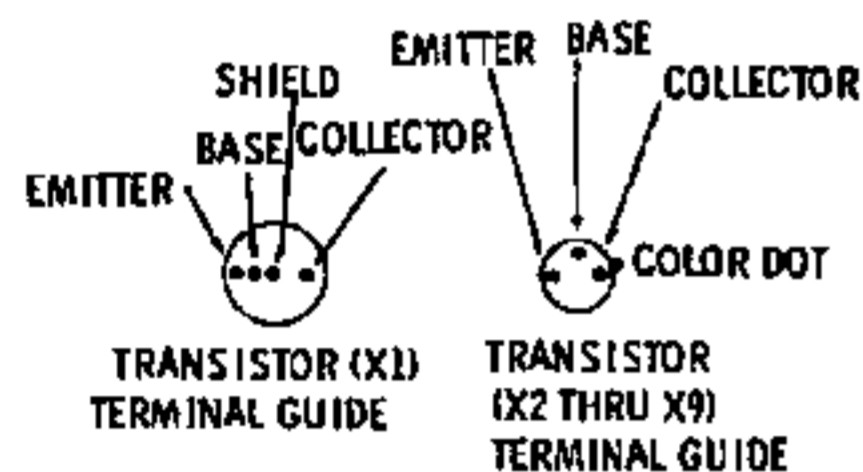 SHIELD
BASE
COLLECTOR
EMITTER
TRANSISTOR (X1)
TERMINAL GUIDE
EMITTER
BASE
COLLECTOR
COLOR DOT
TRANSISTOR
(X2 THRU X9)
TERMINAL GUIDE